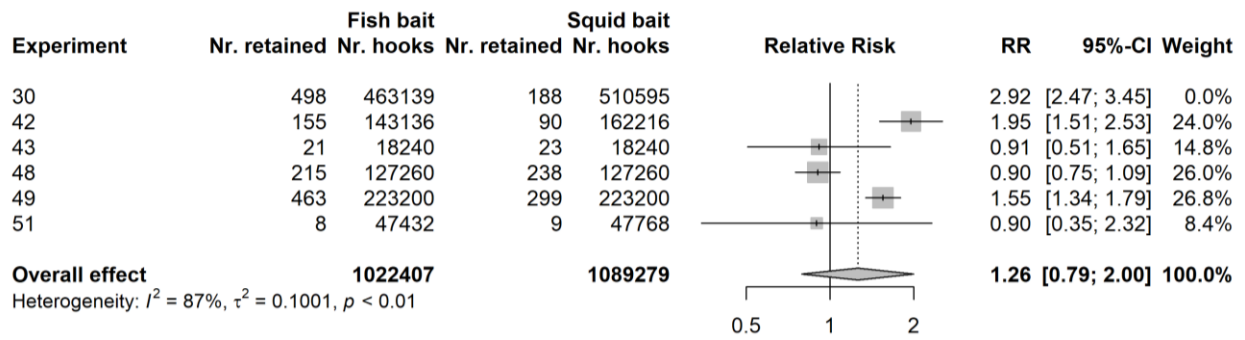 Fish bait Squid bait
Experiment Nr. retained Nr. hooks Nr. retained Nr. hooks Relative Risk RR 95%-CI Weight
30 498 463139 188 510595 2.92 [2.47; 3.45] 0.0%
42 155 143136 90 162216 1.95 [1.51; 2.53] 24.0%
43 21 18240 23 18240 0.91 [0.51; 1.65] 14.8%
48 215 127260 238 127260 0.90 [0.75; 1.09] 26.0%
49 463 223200 299 223200 1.55 [1.34; 1.79] 26.8%
51 8 47432 9 47768 0.90 [0.35; 2.32] 8.4%
Overall effect 1022407 1089279 1.26 [0.79; 2.00] 100.0%
Heterogeneity: I² = 87%, τ² = 0.1001, p < 0.01
0.5 1 2